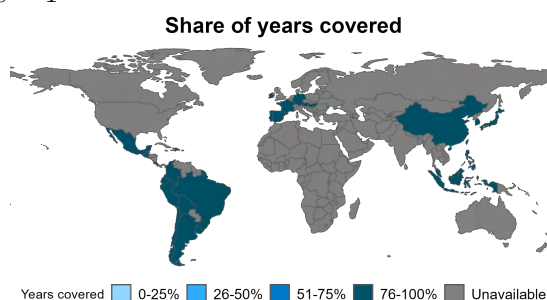 Share of years covered
Years covered 0-25% 26-50% 51-75% 76-100% Unavailable